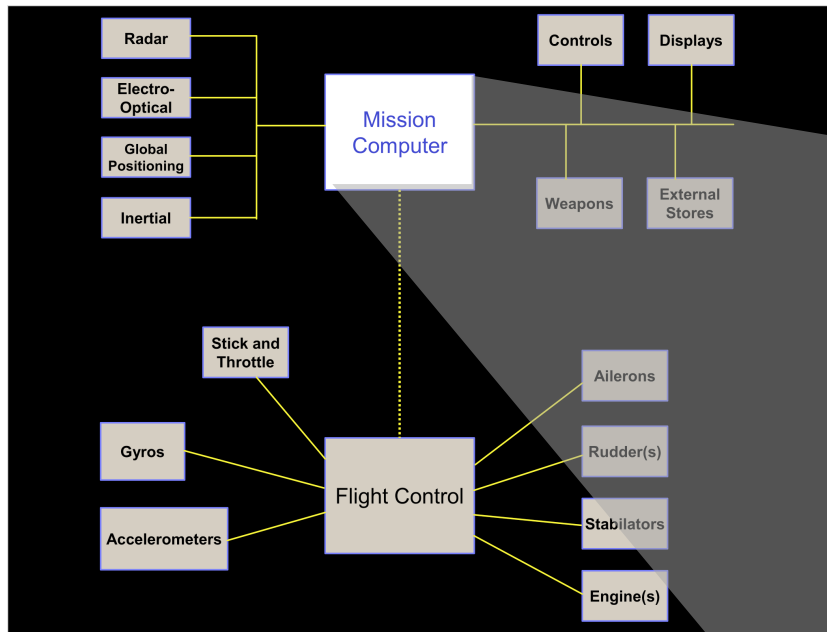 Radar
Electro-
Optical
Global
Positioning
Inertial
Mission
Computer
Controls
Displays
Weapons
External
Stores
Stick and
Throttle
Gyros
Accelerometers
Flight Control
Ailerons
Rudder(s)
Stabilators
Engine(s)